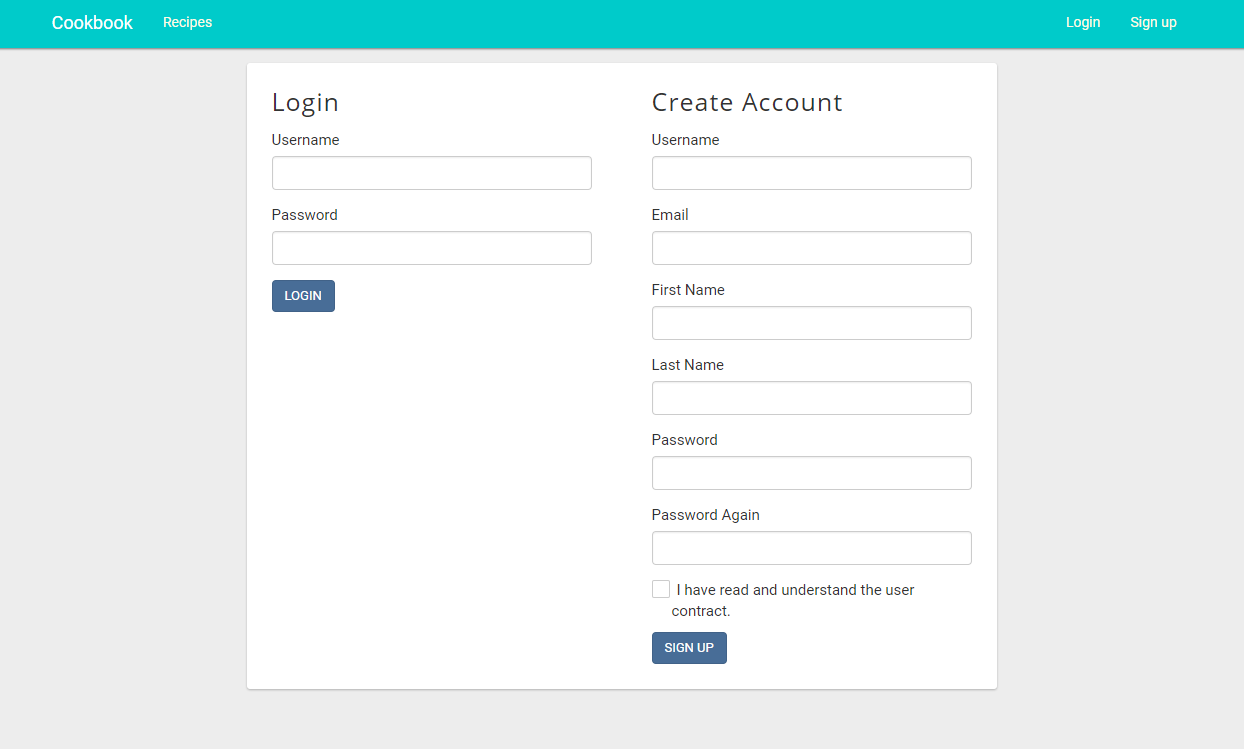 Cookbook
Recipes
Login
Sign up
Login
Username
Password
LOGIN
Create Account
Username
Email
First Name
Last Name
Password
Password Again
I have read and understand the user
contract.
SIGN UP